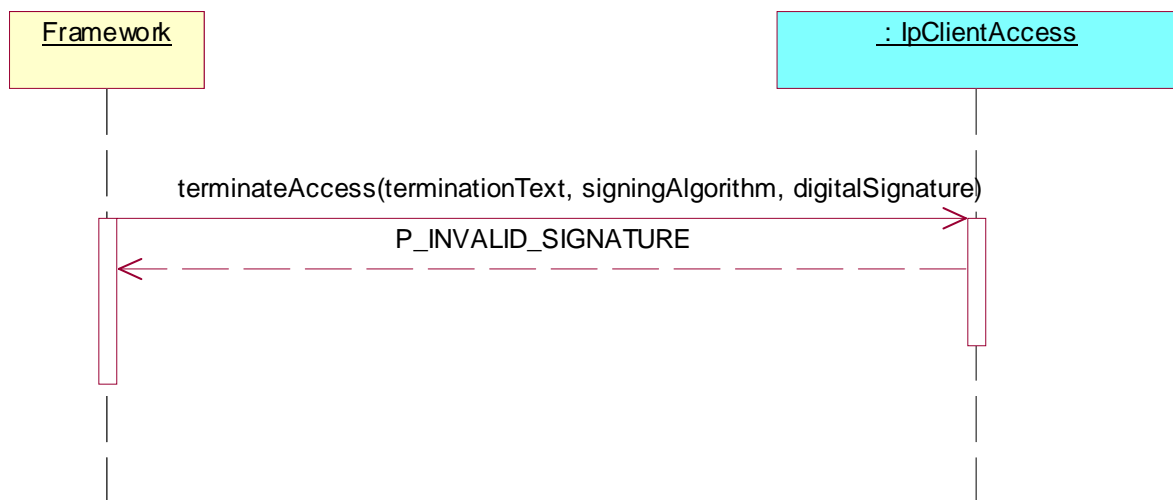 Framework
: IpClientAccess
terminateAccess(terminationText, signingAlgorithm, digitalSignature)
P_INVALID_SIGNATURE